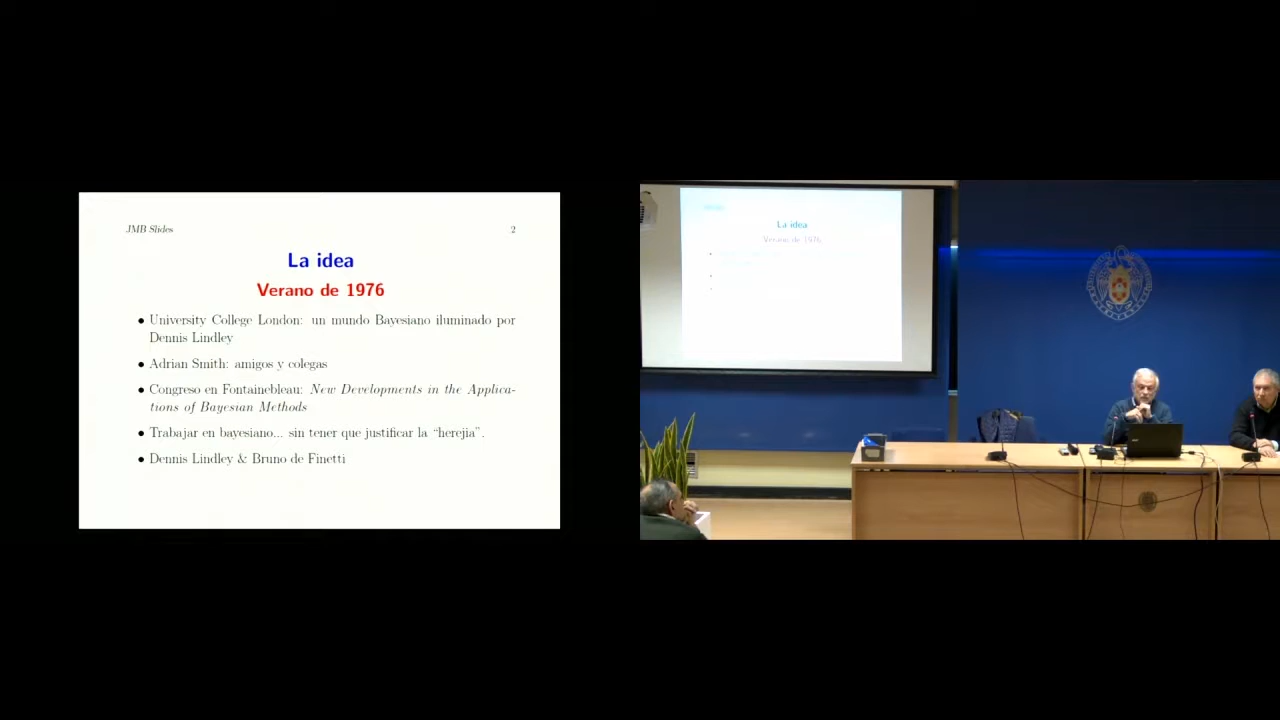 JMB Slides 2
La idea
Verano de 1976
• University College London: un mundo Bayesiano iluminado por
Dennis Lindley
• Adrian Smith: amigos y colegas
• Congreso en Fontainebleau: New Developments in the Applica-
tions of Bayesian Methods
• Trabajar en bayesiano... sin tener que justificar la “herejia”.
• Dennis Lindley & Bruno de Finetti
La idea
Verano de 1976